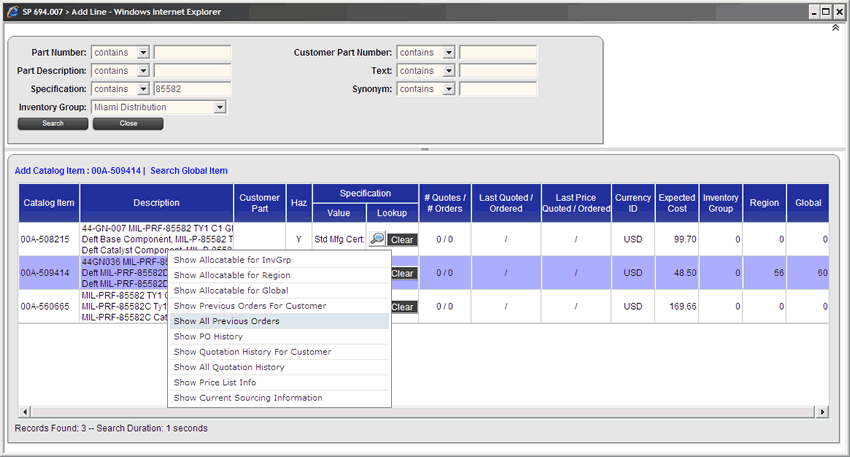 SP 694.007 > Add Line - Windows Internet Explorer
Part Number: contains Customer Part Number: contains
Part Description: contains Text: contains
Specification: contains 85582 Synonym: contains
Inventory Group: Miami Distribution
Search Close
Add Catalog Item : 00A-509414 | Search Global Item
Catalog Item Description Customer Part Haz Specification Value Lookup # Quotes / # Orders Last Quoted / Ordered Last Price Quoted / Ordered Currency ID Expected Cost Inventory Group Region Global
44-GN-007 MIL-PRF-85582 TY1 C1
00A-508215 Deft Base Component, MIL-P-85582 T Y Std Mfg Cert Clear 0 / 0 / / USD 99.70 0 0 0
Deft Catalyst Component, MIL-P-8558
44GN036 MIL-PRF-85
00A-509414 Deft MIL-PRF-85582D Clear 0 / 0 / / USD 48.50 0 56 60
Deft MIL-PRF-85582D
MIL-PRF-85582 TY1
00A-560665 MIL-PRF-85582C Ty1 Clear 0 / 0 / / USD 169.66 0 0 0
MIL-PRF-85582C Cat
Show Allocatable for InvGrp
Show Allocatable for Region
Show Allocatable for Global
Show Previous Orders For Customer
Show All Previous Orders
Show PO History
Show Quotation History For Customer
Show All Quotation History
Show Price List Info
Show Current Sourcing Information
Records Found: 3 -- Search Duration: 1 seconds